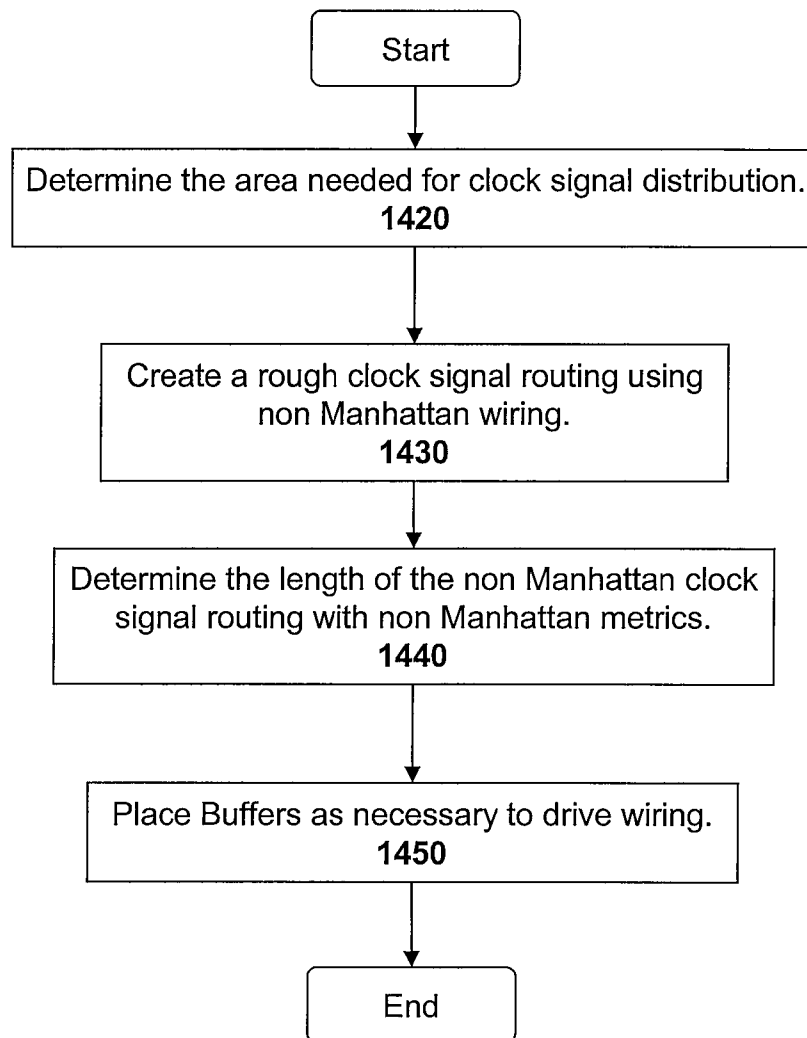 Start
Determine the area needed for clock signal distribution.
1420
Create a rough clock signal routing using
non Manhattan wiring.
1430
Determine the length of the non Manhattan clock
signal routing with non Manhattan metrics.
1440
Place Buffers as necessary to drive wiring.
1450
End